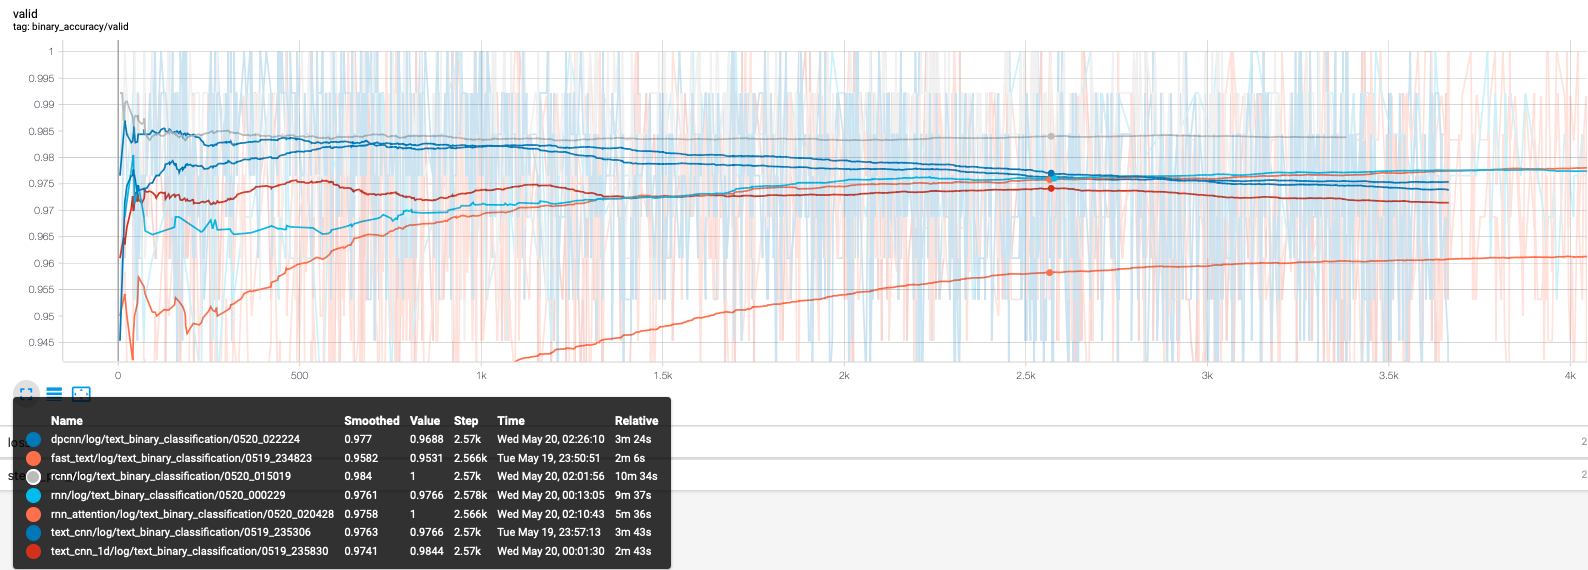 valid
tag: binary_accuracy/valid
1
0.995
0.99
0.985
0.98
0.975
0.97
0.965
0.96
0.955
0.95
0.945
0 500 1k 1.5k 2k 2.5k 3k 3.5k 4k
Name Smoothed Value Step Time Relative
dpcnn/log/text_binary_classification/0520_022224 0.977 0.9688 2.57k Wed May 20, 02:26:10 3m 24s
fast_text/log/text_binary_classification/0519_234823 0.9582 0.9531 2.566k Tue May 19, 23:50:51 2m 6s
rcnn/log/text_binary_classification/0520_015019 0.984 1 2.57k Wed May 20, 02:01:56 10m 34s
rnn/log/text_binary_classification/0520_000229 0.9761 0.9766 2.578k Wed May 20, 00:13:05 9m 37s
rnn_attention/log/text_binary_classification/0520_020428 0.9758 1 2.566k Wed May 20, 02:10:43 5m 36s
text_cnn/log/text_binary_classification/0519_235306 0.9763 0.9766 2.57k Tue May 19, 23:57:13 3m 43s
text_cnn_1d/log/text_binary_classification/0519_235830 0.9741 0.9844 2.57k Wed May 20, 00:01:30 2m 43s
2
2